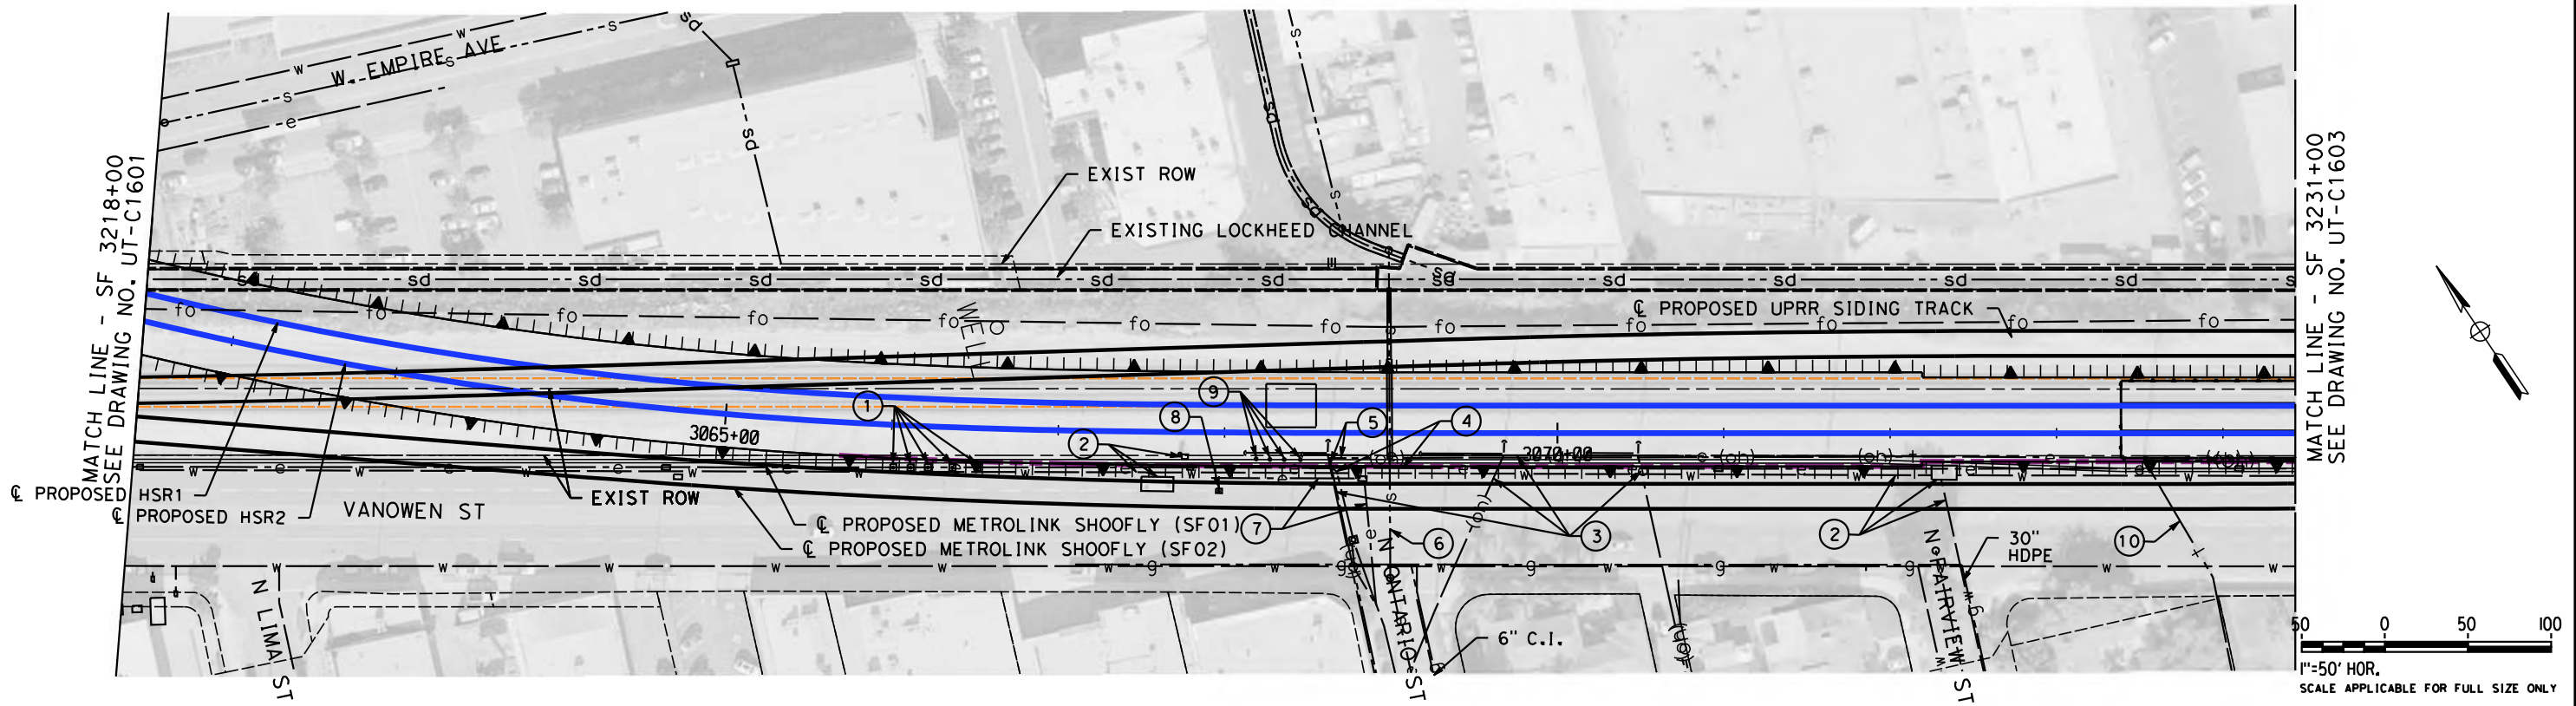 W. EMPIRE AVE
EXIST ROW
EXISTING LOCKHEED CHANNEL
MATCH LINE - SF 3218+00
SEE DRAWING NO. UT-C1601
MATCH LINE - SF 3231+00
SEE DRAWING NO. UT-C1603
℄ PROPOSED UPRR SIDING TRACK
WELL
3065+00
3070+00
1
2
8
9
5
4
℄ PROPOSED HSR1
℄ PROPOSED HSR2
VANOWEN ST
EXIST ROW
℄ PROPOSED METROLINK SHOOFLY (SF01)
℄ PROPOSED METROLINK SHOOFLY (SF02)
7
6
3
2
30"
HDPE
10
N LIMA ST
N ONTARIO ST
6" C.I.
N FAIRVIEW ST
50 0 50 100
1"=50' HOR.
SCALE APPLICABLE FOR FULL SIZE ONLY